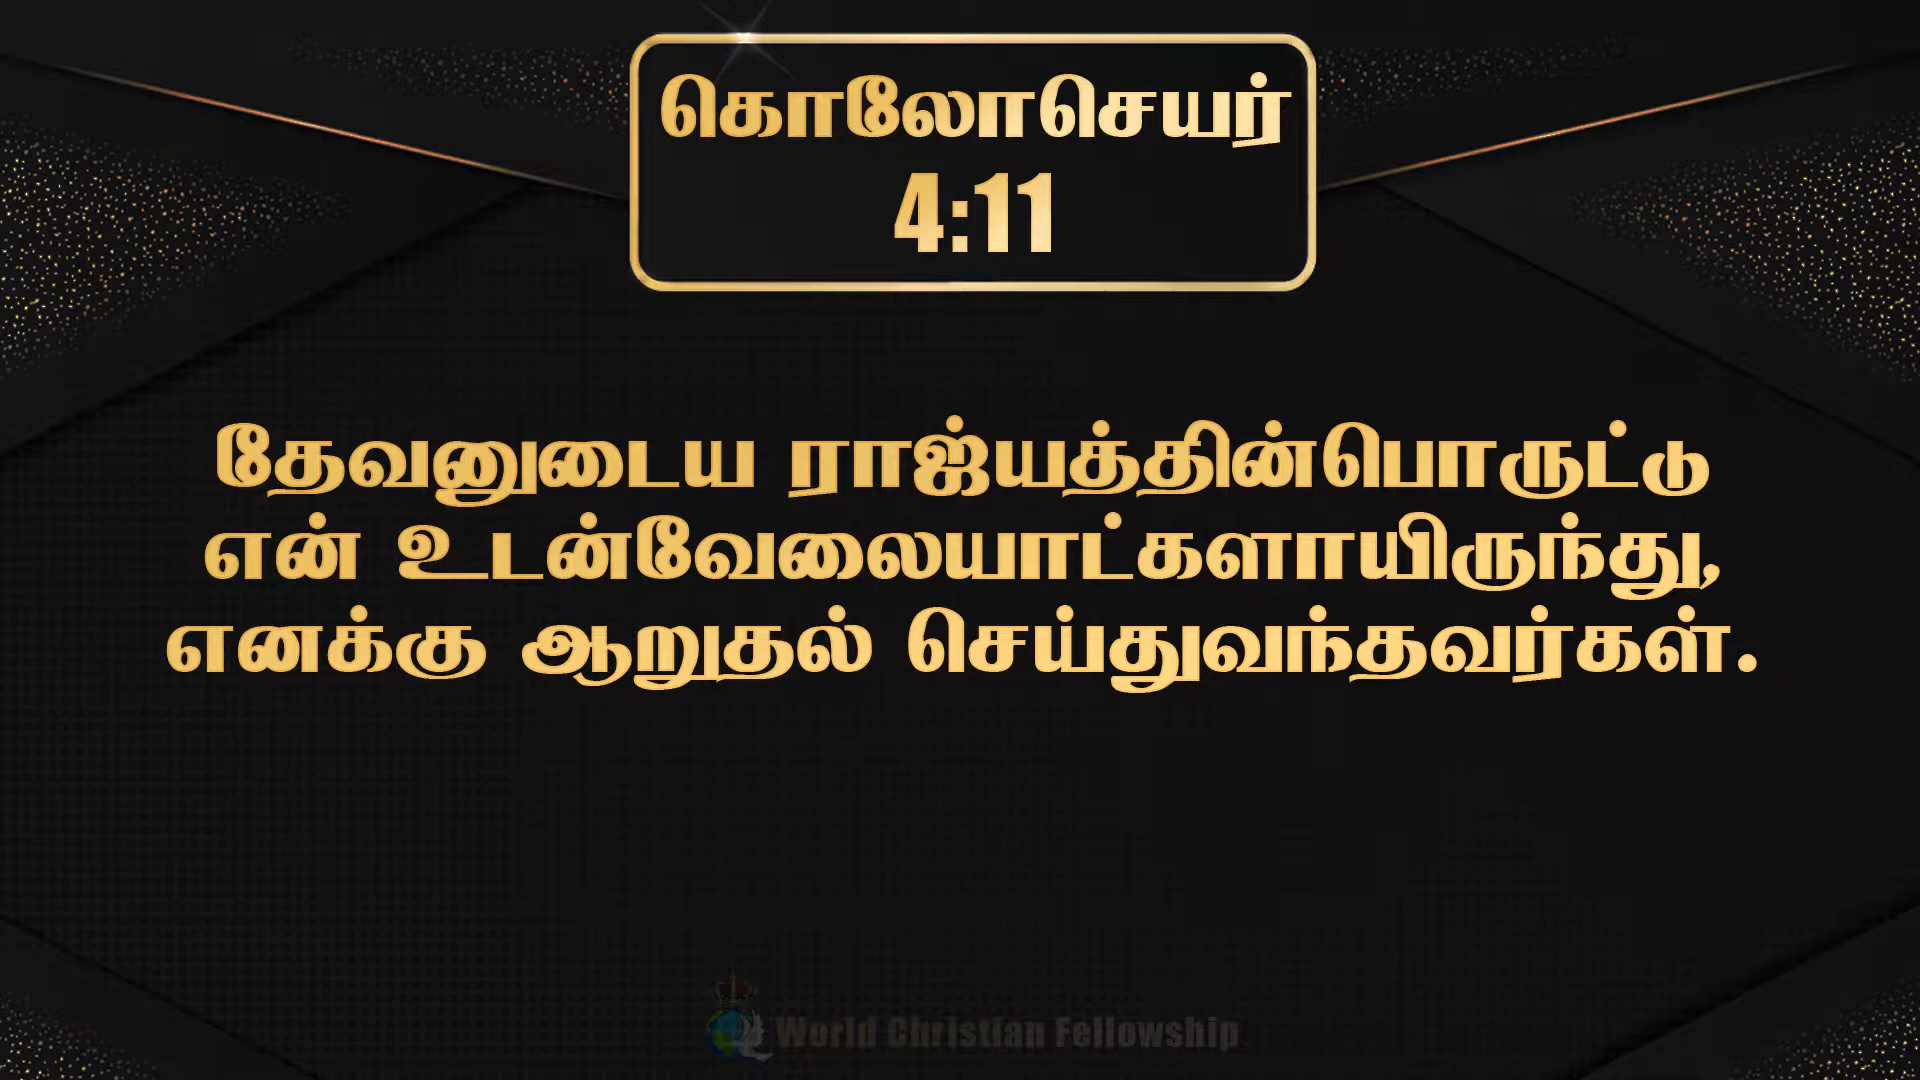 கொலோசெயர்
4:11
தேவனுடைய ராஜ்யத்தின்பொருட்டு
என் உடன்வேலையாட்களாயிருந்து,
எனக்கு ஆறுதல் செய்துவந்தவர்கள்.
World Christian Fellowship